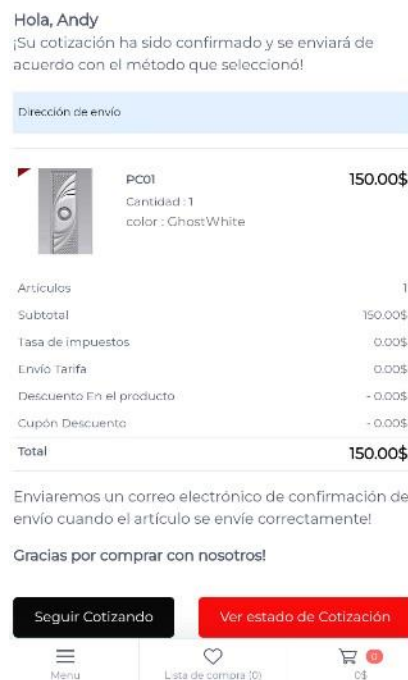 Hola, Andy
¡Su cotización ha sido confirmado y se enviará de
acuerdo con el método que seleccionó!
Dirección de envío
PC01 150.00$
Cantidad : 1
color : GhostWhite
Artículos 1
Subtotal 150.00$
Tasa de impuestos 0.00$
Envío Tarifa 0.00$
Descuento En el producto - 0.00$
Cupón Descuento - 0.00$
Total 150.00$
Enviaremos un correo electrónico de confirmación de
envío cuando el artículo se envíe correctamente!
Gracias por comprar con nosotros!
Seguir Cotizando Ver estado de Cotización
0
Menu Lista de compra (0) 0$